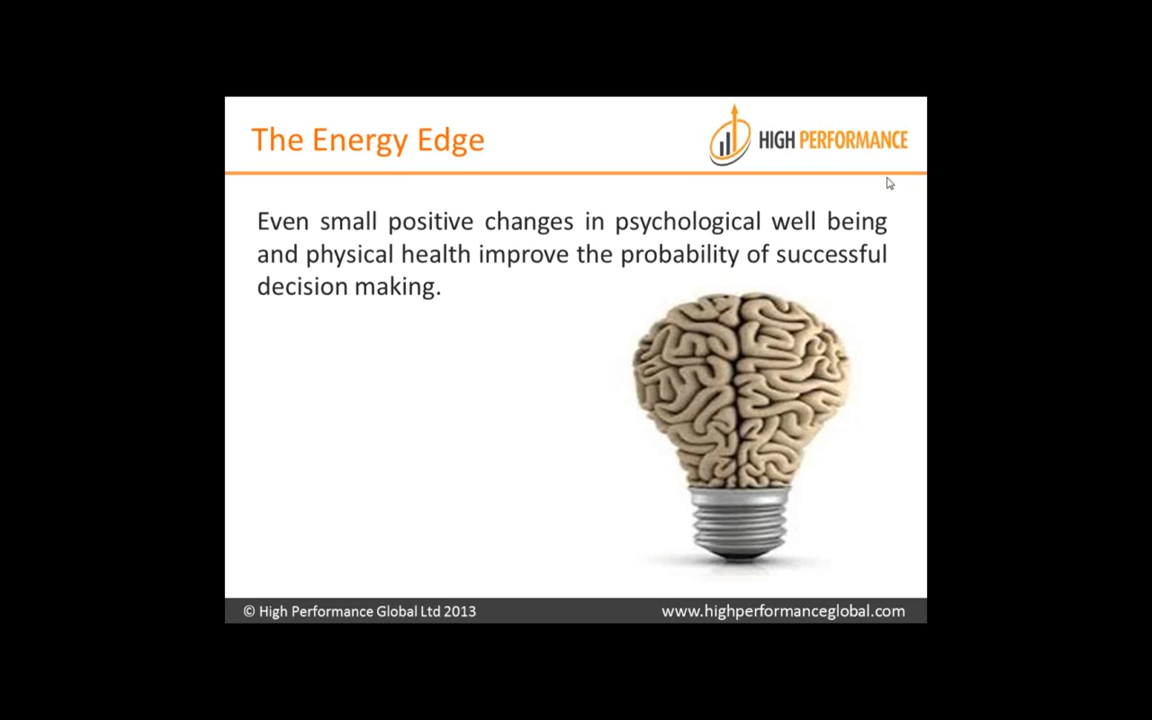 The Energy Edge
HIGH PERFORMANCE
Even small positive changes in psychological well being
and physical health improve the probability of successful
decision making.
© High Performance Global Ltd 2013
www.highperformanceglobal.com